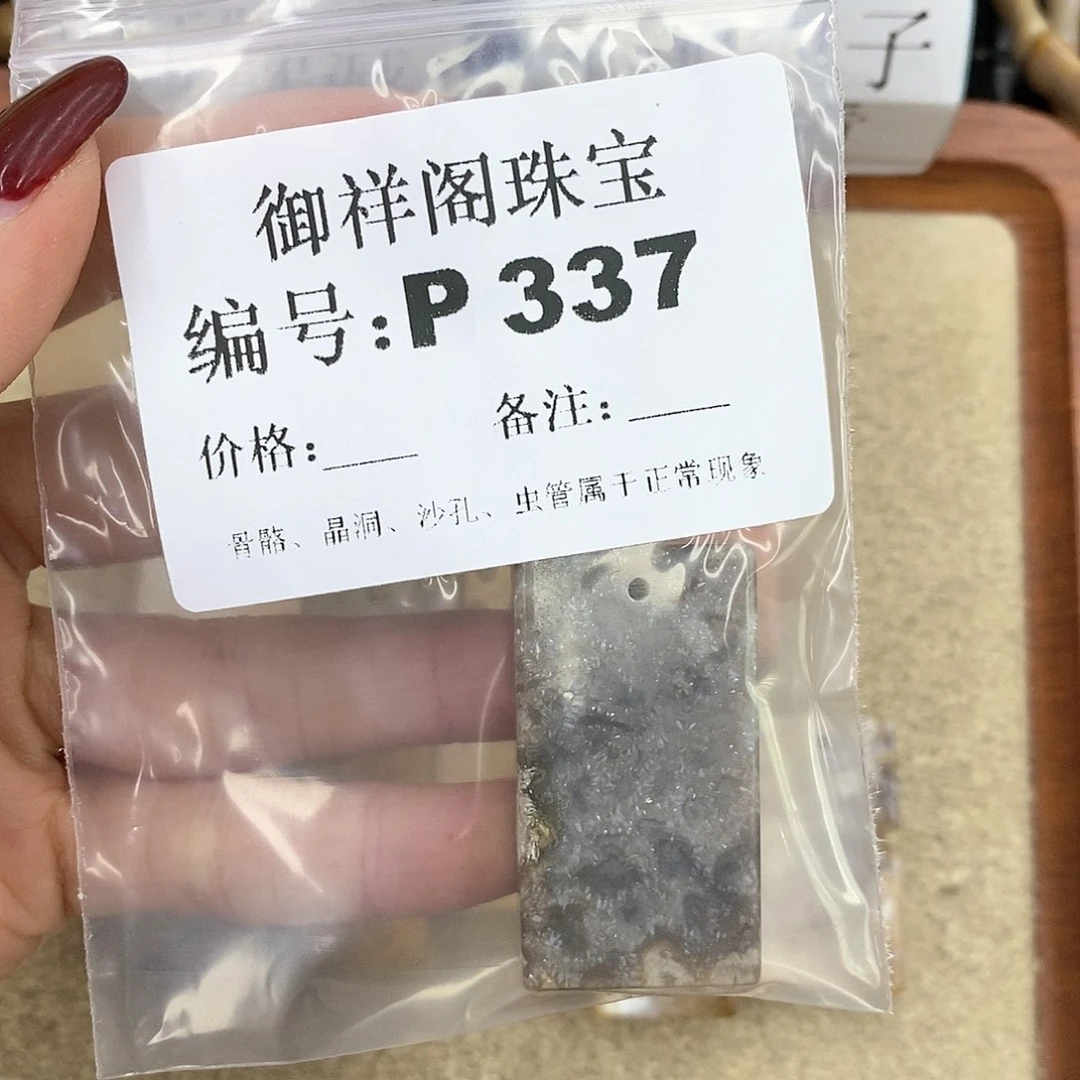 子
御祥阁珠宝
编号:P 337
价格:____ 备注:____
骨骼、晶洞、沙孔、虫管属于正常现象